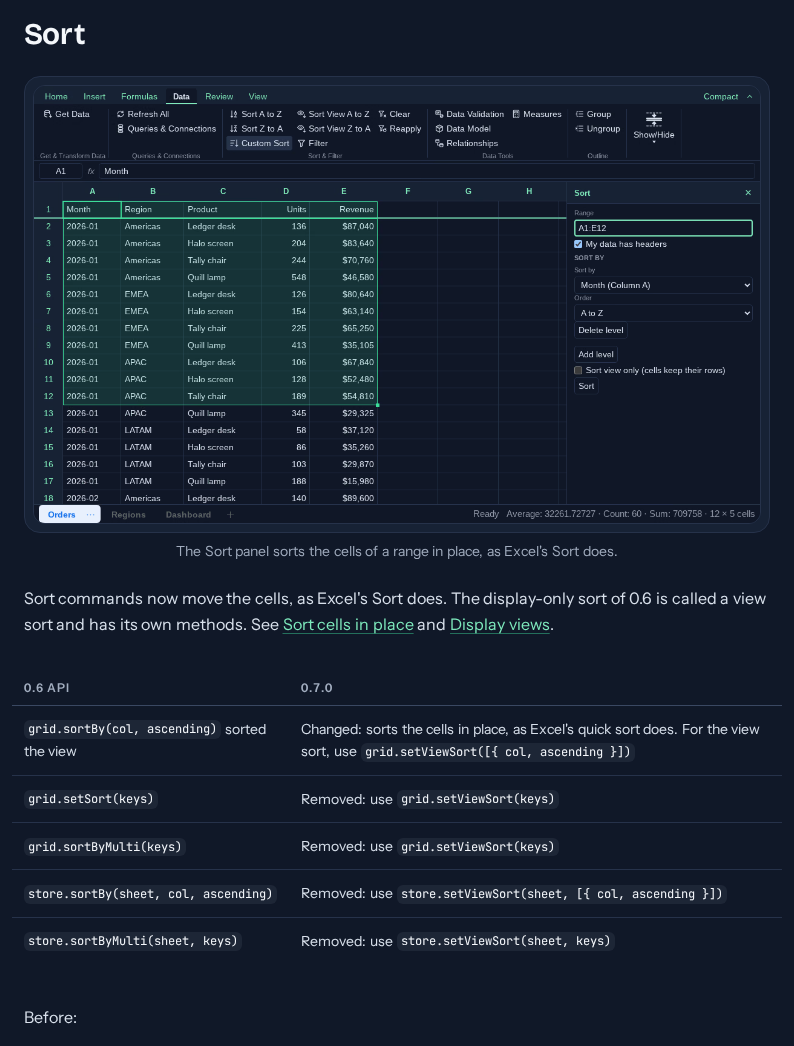 Sort
Home Insert Formulas Data Review View Compact
Get Data Refresh All Sort A to Z Sort View A to Z Clear Data Validation Measures Group
Queries & Connections Sort Z to A Sort View Z to A Reapply Data Model Ungroup Show/Hide
Custom Sort Filter Relationships
Get & Transform Data Queries & Connections Sort & Filter Data Tools Outline
A1 fx Month
A B C D E F G H
1 Month Region Product Units Revenue
2 2026-01 Americas Ledger desk 136 $87,040
3 2026-01 Americas Halo screen 204 $83,640
4 2026-01 Americas Tally chair 244 $70,760
5 2026-01 Americas Quill lamp 548 $46,580
6 2026-01 EMEA Ledger desk 126 $80,640
7 2026-01 EMEA Halo screen 154 $63,140
8 2026-01 EMEA Tally chair 225 $65,250
9 2026-01 EMEA Quill lamp 413 $35,105
10 2026-01 APAC Ledger desk 106 $67,840
11 2026-01 APAC Halo screen 128 $52,480
12 2026-01 APAC Tally chair 189 $54,810
13 2026-01 APAC Quill lamp 345 $29,325
14 2026-01 LATAM Ledger desk 58 $37,120
15 2026-01 LATAM Halo screen 86 $35,260
16 2026-01 LATAM Tally chair 103 $29,870
17 2026-01 LATAM Quill lamp 188 $15,980
18 2026-02 Americas Ledger desk 140 $89,600
Sort ×
Range
A1:E12
My data has headers
SORT BY
Sort by
Month (Column A)
Order
A to Z
Delete level
Add level
Sort view only (cells keep their rows)
Sort
Orders ··· Regions Dashboard + Ready Average: 32261.72727 · Count: 60 · Sum: 709758 · 12 × 5 cells
The Sort panel sorts the cells of a range in place, as Excel's Sort does.
Sort commands now move the cells, as Excel's Sort does. The display-only sort of 0.6 is called a view
sort and has its own methods. See Sort cells in place and Display views.
0.6 API 0.7.0
grid.sortBy(col, ascending) sorted
the view
Changed: sorts the cells in place, as Excel's quick sort does. For the view
sort, use grid.setViewSort([{ col, ascending }])
grid.setSort(keys) Removed: use grid.setViewSort(keys)
grid.sortByMulti(keys) Removed: use grid.setViewSort(keys)
store.sortBy(sheet, col, ascending) Removed: use store.setViewSort(sheet, [{ col, ascending }])
store.sortByMulti(sheet, keys) Removed: use store.setViewSort(sheet, keys)
Before: